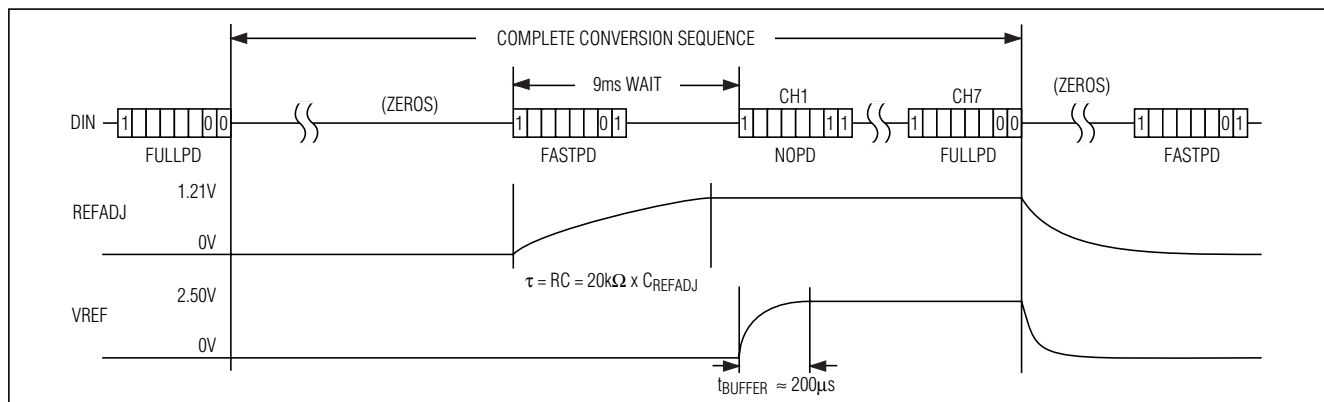 COMPLETE CONVERSION SEQUENCE
9ms WAIT
(ZEROS) CH1 CH7 (ZEROS)
DIN 1 0 0 1 0 1 1 1 1 1 0 0 1 0 1
FULLPD FASTPD NOPD FULLPD FASTPD
1.21V
REFADJ
0V
τ = RC = 20kΩ x CREFADJ
2.50V
VREF
0V
tBUFFER ≈ 200µs